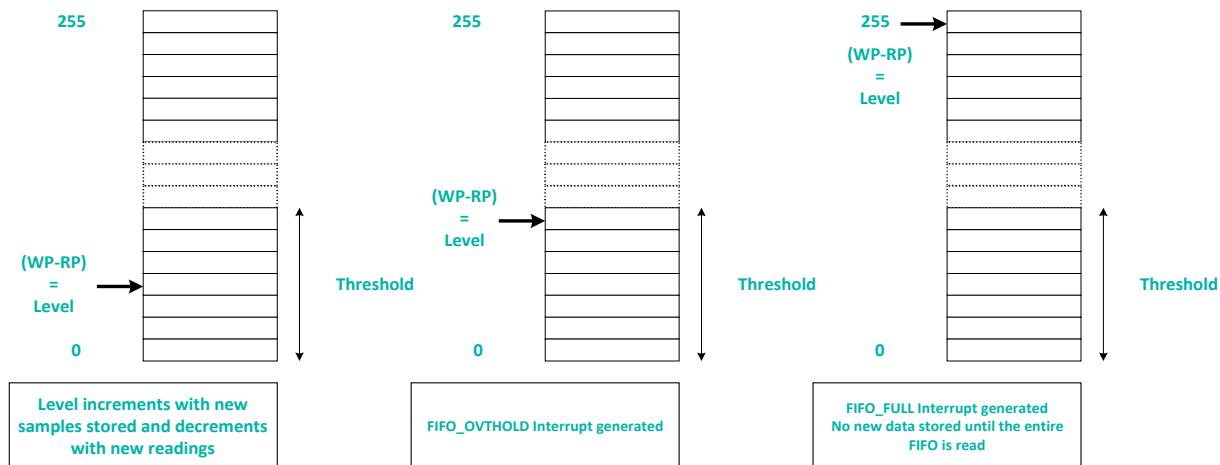 255
(WP-RP)
=
Level
0
Threshold
Level increments with new
samples stored and decrements
with new readings
255
(WP-RP)
=
Level
0
Threshold
FIFO_OVTHOLD Interrupt generated
255
(WP-RP)
=
Level
0
Threshold
FIFO_FULL Interrupt generated
No new data stored until the entire
FIFO is read